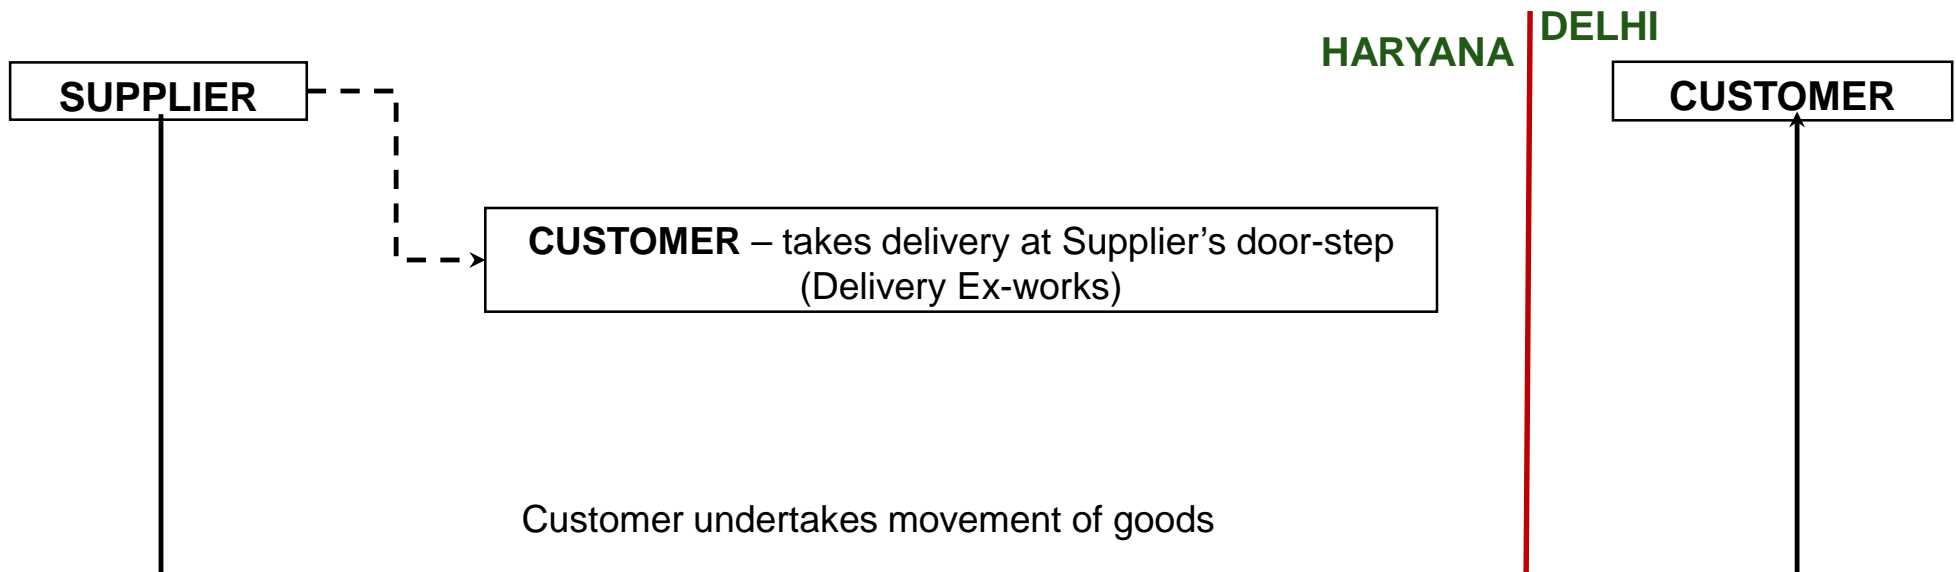 DELHI
HARYANA
SUPPLIER
CUSTOMER
CUSTOMER – takes delivery at Supplier’s door-step
(Delivery Ex-works)
Customer undertakes movement of goods